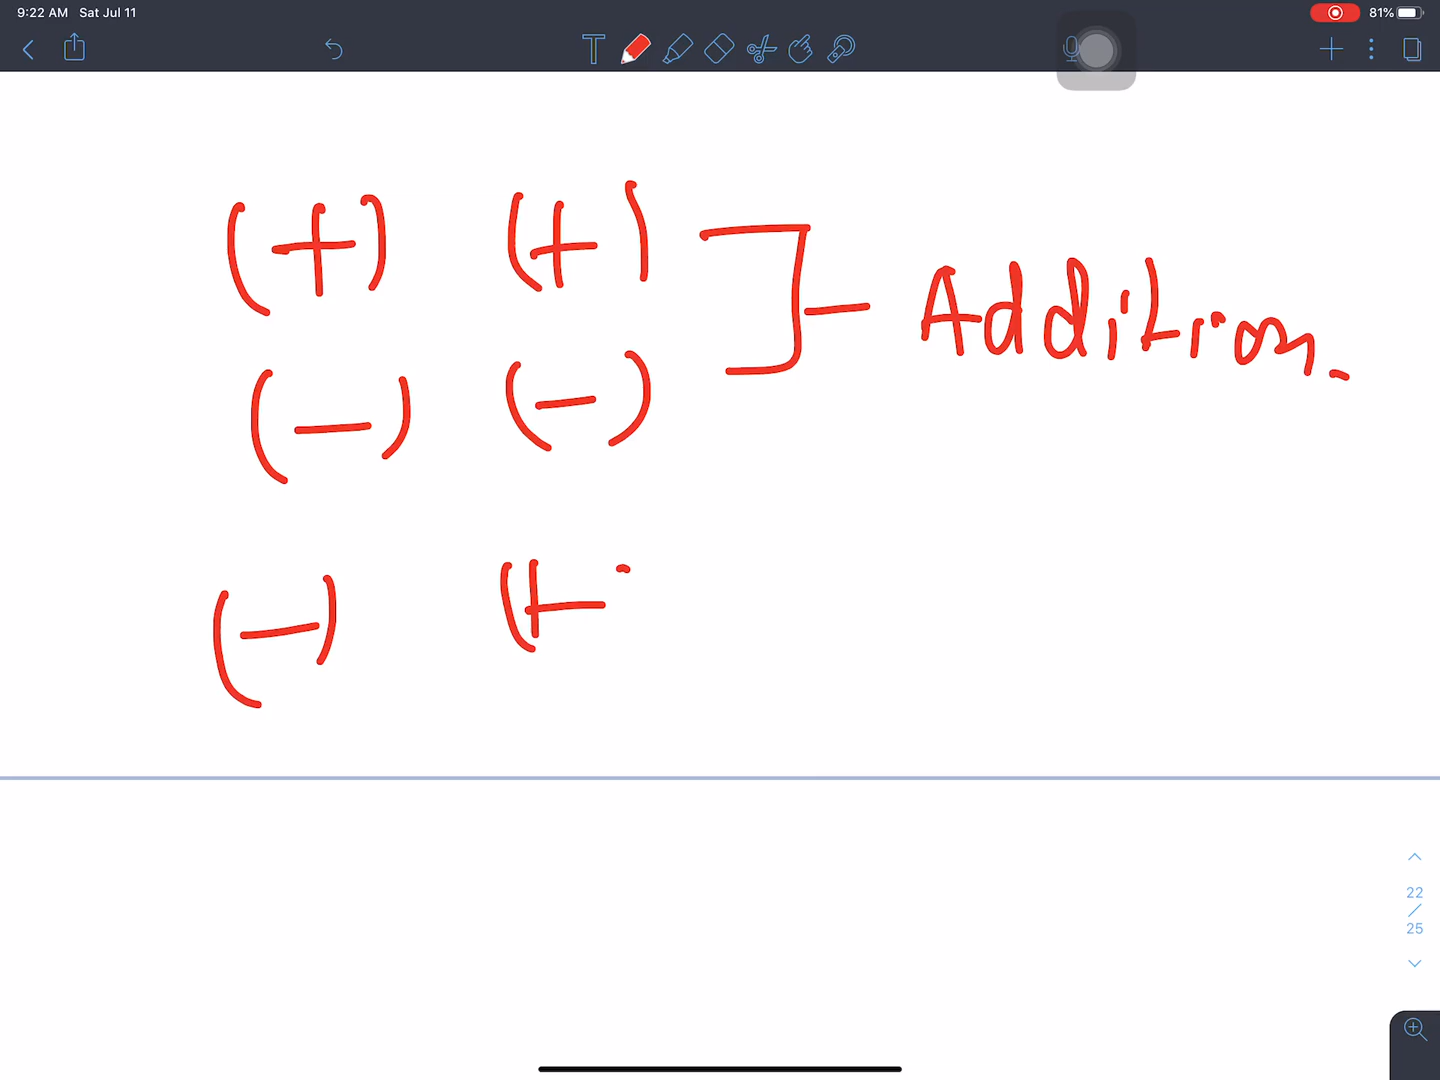 9:22 AM Sat Jul 11
81%
T
(+) (+)
Addition.
(-) (-)
(-) (+
22
/
25